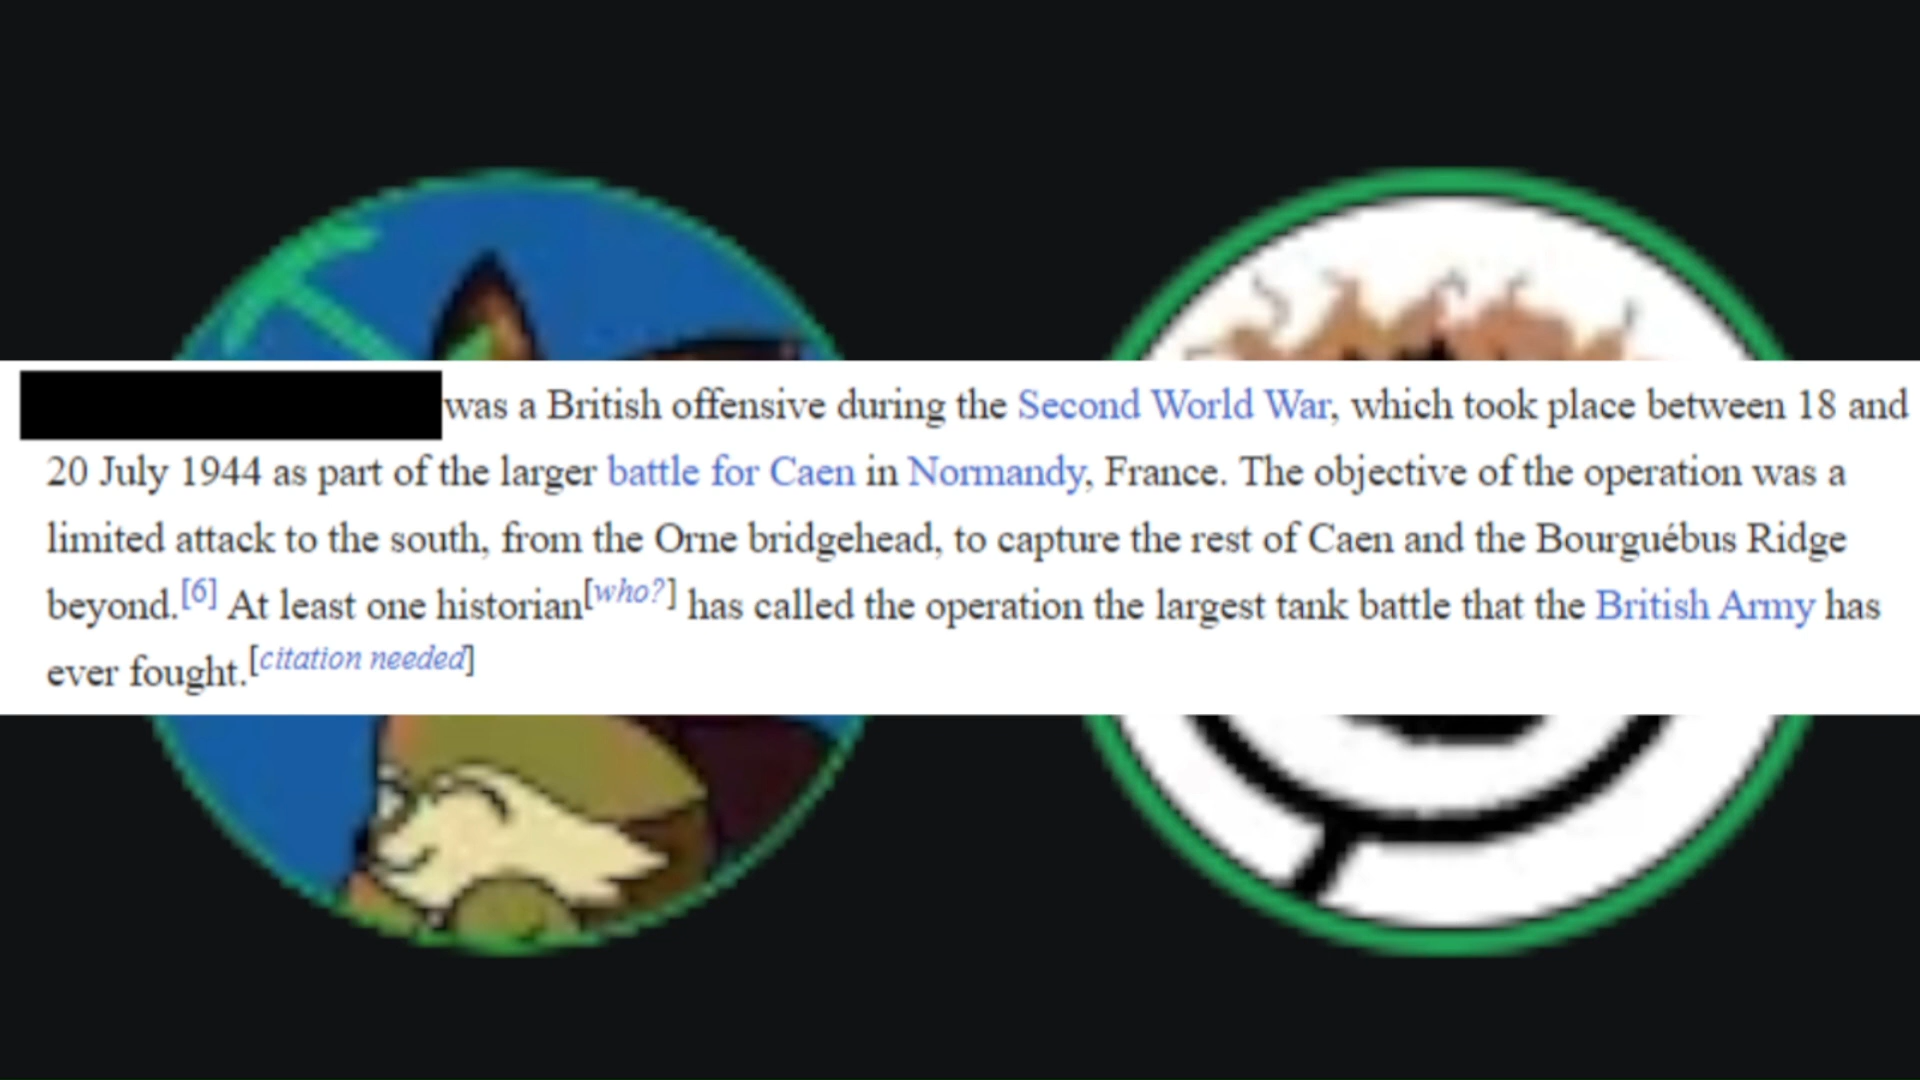 was a British offensive during the Second World War, which took place between 18 and
20 July 1944 as part of the larger battle for Caen in Normandy, France. The objective of the operation was a
limited attack to the south, from the Orne bridgehead, to capture the rest of Caen and the Bourguébus Ridge
beyond.[6] At least one historian[who?] has called the operation the largest tank battle that the British Army has
ever fought.[citation needed]